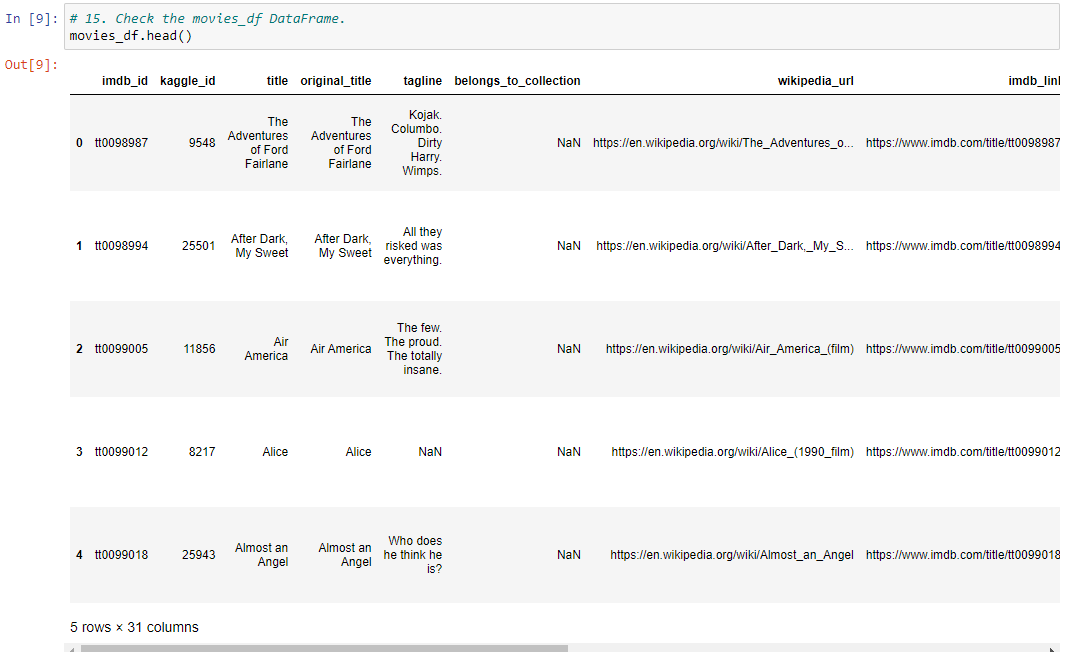 In [9]: # 15. Check the movies_df DataFrame.
movies_df.head()
Out[9]:
imdb_id kaggle_id title original_title tagline belongs_to_collection wikipedia_url imdb_link
0 tt0098987 9548 The Adventures of Ford Fairlane The Adventures of Ford Fairlane Kojak. Columbo. Dirty Harry. Wimps. NaN https://en.wikipedia.org/wiki/The_Adventures_o... https://www.imdb.com/title/tt0098987
1 tt0098994 25501 After Dark, My Sweet After Dark, My Sweet All they risked was everything. NaN https://en.wikipedia.org/wiki/After_Dark,_My_S... https://www.imdb.com/title/tt0098994
2 tt0099005 11856 Air America Air America The few. The proud. The totally insane. NaN https://en.wikipedia.org/wiki/Air_America_(film) https://www.imdb.com/title/tt0099005
3 tt0099012 8217 Alice Alice NaN NaN https://en.wikipedia.org/wiki/Alice_(1990_film) https://www.imdb.com/title/tt0099012
4 tt0099018 25943 Almost an Angel Almost an Angel Who does he think he is? NaN https://en.wikipedia.org/wiki/Almost_an_Angel https://www.imdb.com/title/tt0099018
5 rows × 31 columns